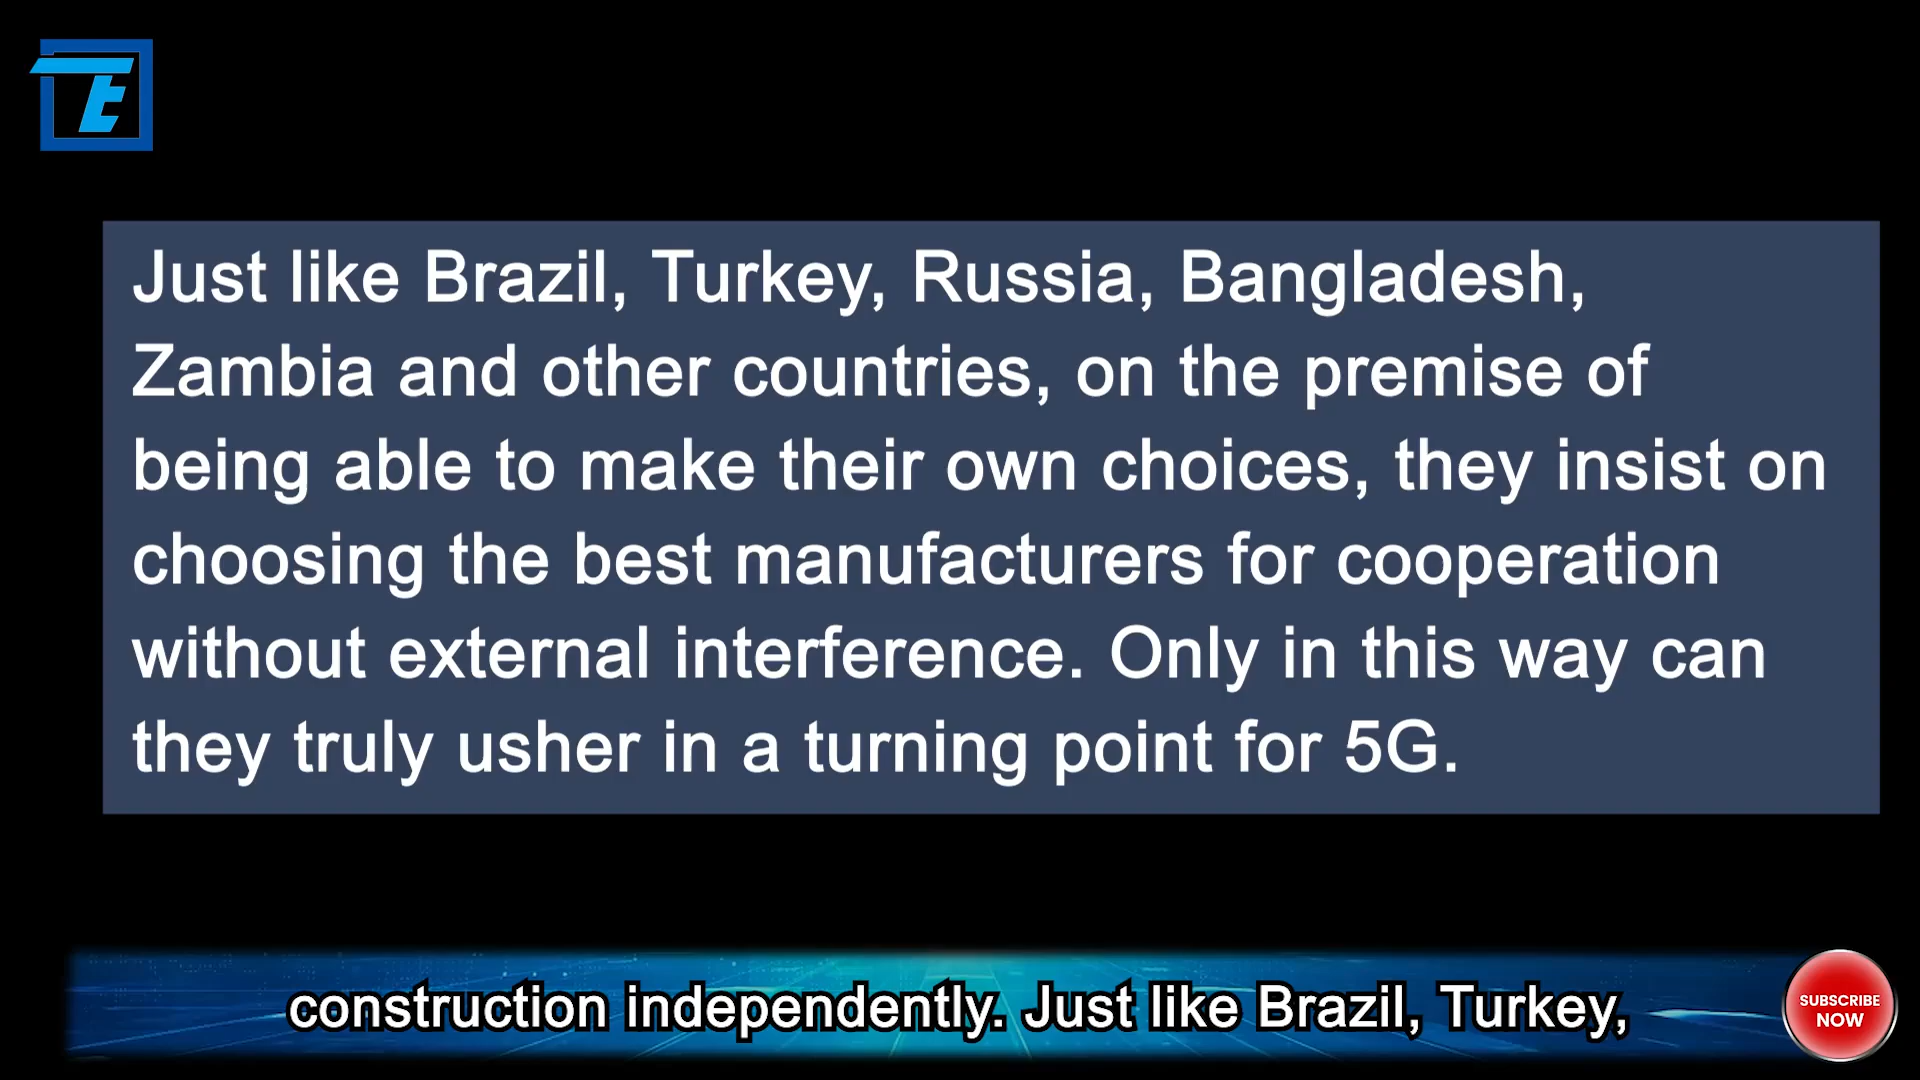 TE
Just like Brazil, Turkey, Russia, Bangladesh,
Zambia and other countries, on the premise of
being able to make their own choices, they insist on
choosing the best manufacturers for cooperation
without external interference. Only in this way can
they truly usher in a turning point for 5G.
construction independently. Just like Brazil, Turkey,
SUBSCRIBE
NOW